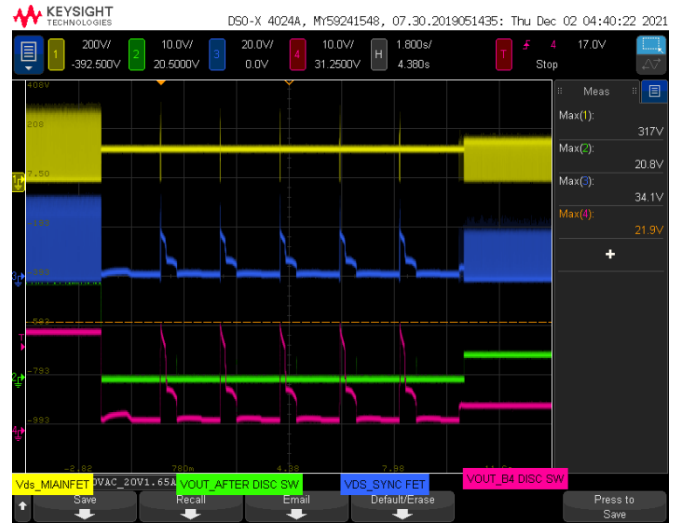 KEYSIGHT
TECHNOLOGIES
DSO-X 4024A, MY59241548, 07.30.2019051435: Thu Dec 02 04:40:22 2021
1 200V/ -392.500V
2 10.0V/ 20.5000V
3 20.0V/ 0.0V
4 10.0V/ 31.2500V
H 1.800s/ 4.380s
T 4 17.0V
Stop
Meas
408V
Max(1):
317V
208
Max(2):
20.8V
7.50
Max(3):
34.1V
Max(4):
21.9V
-593
-793
-993
-2.82 780m 4.38 7.98
Vds_MIAINFET
0VAC_20V1.65A
VOUT_AFTER DISC SW
VDS_SYNC FET
VOUT_B4 DISC SW
Save
Recall
Email
Default/Erase
Press to
Save